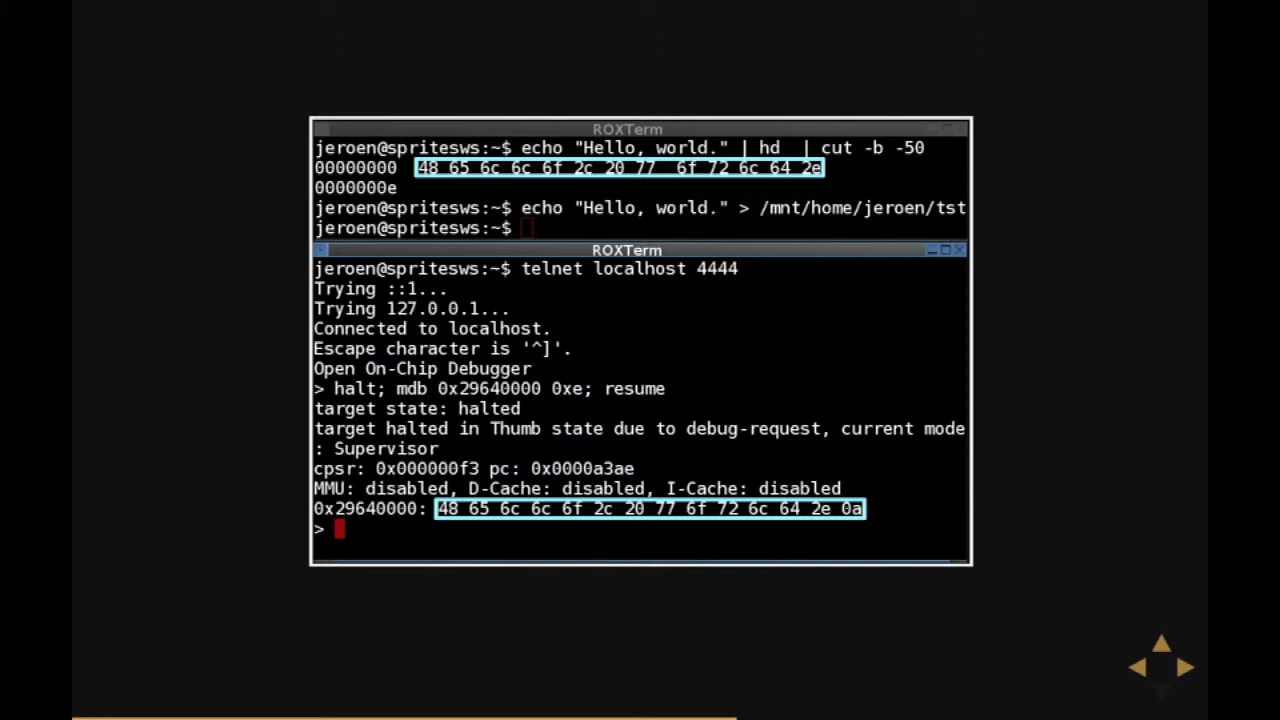 ROXTerm
jeroen@spritesws:~$ echo "Hello, world." | hd  | cut -b -50
00000000  48 65 6c 6c 6f 2c 20 77  6f 72 6c 64 2e
0000000e
jeroen@spritesws:~$ echo "Hello, world." > /mnt/home/jeroen/tst
jeroen@spritesws:~$
ROXTerm
jeroen@spritesws:~$ telnet localhost 4444
Trying ::1...
Trying 127.0.0.1...
Connected to localhost.
Escape character is '^]'.
Open On-Chip Debugger
> halt; mdb 0x29640000 0xe; resume
target state: halted
target halted in Thumb state due to debug-request, current mode
: Supervisor
cpsr: 0x000000f3 pc: 0x0000a3ae
MMU: disabled, D-Cache: disabled, I-Cache: disabled
0x29640000: 48 65 6c 6c 6f 2c 20 77 6f 72 6c 64 2e 0a
>